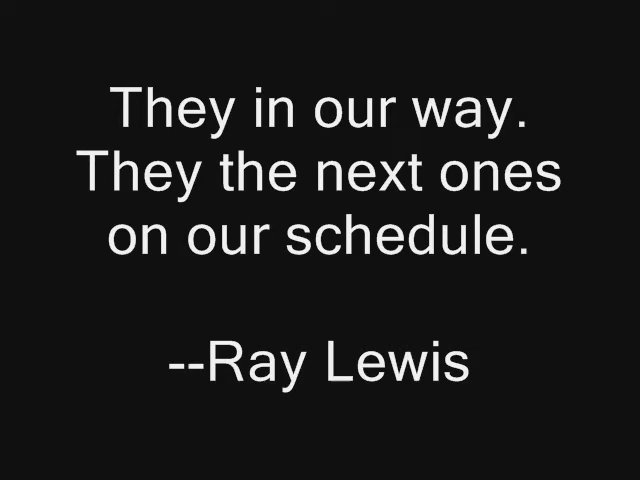 They in our way.
They the next ones
on our schedule.
--Ray Lewis